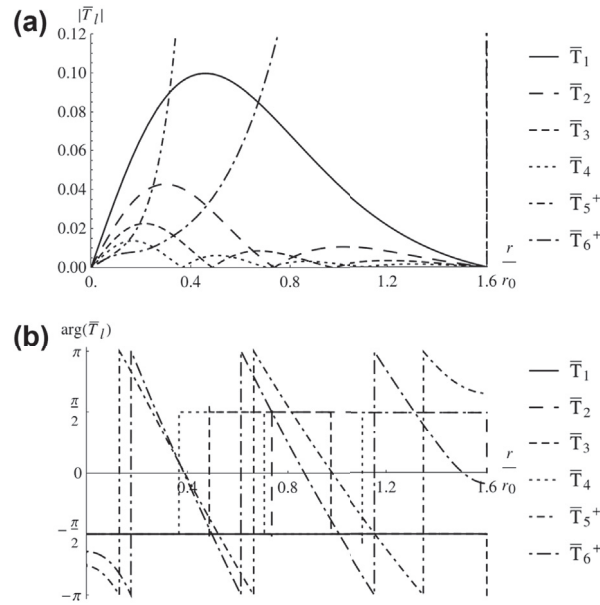 (a)
|T̅l|
0.12
0.10
0.08
0.06
0.04
0.02
0.00
0.
0.4
0.8
1.2
1.6
r
r0
T̅1
T̅2
T̅3
T̅4
T̅5+
T̅6+
(b)
arg(T̅l)
π
π
2
0
−π
2
−π
0.4
0.8
1.2
1.6
r
r0
T̅1
T̅2
T̅3
T̅4
T̅5+
T̅6+